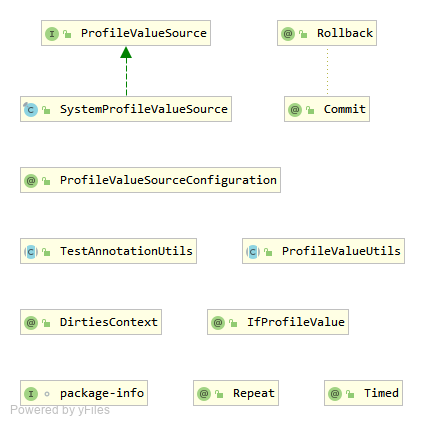 ProfileValueSource
Rollback
SystemProfileValueSource
Commit
ProfileValueSourceConfiguration
TestAnnotationUtils
ProfileValueUtils
DirtiesContext
IfProfileValue
package-info
Repeat
Timed
Powered by yFiles